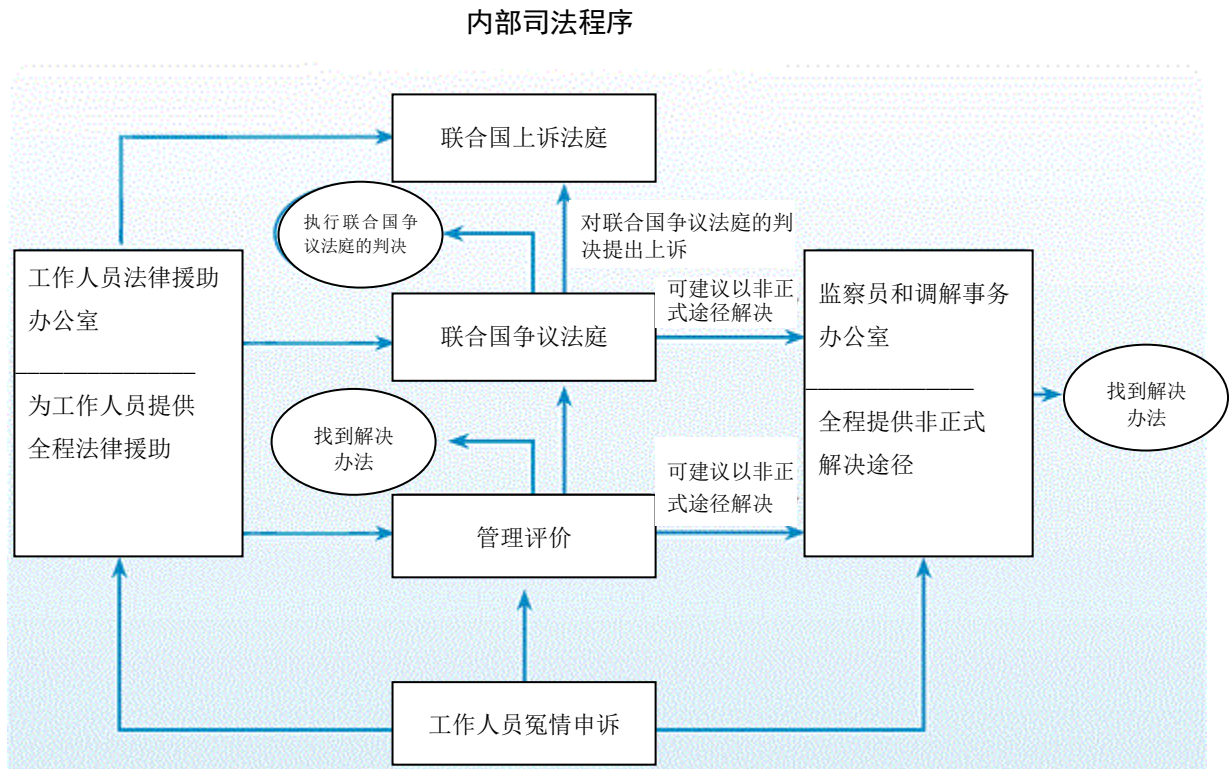 内部司法程序
联合国上诉法庭
执行联合国争
议法庭的判决
对联合国争议法庭的判
决提出上诉
工作人员法律援助
办公室
为工作人员提供
全程法律援助
联合国争议法庭
可建议以非正
式途径解决
监察员和调解事务
办公室
全程提供非正式
解决途径
找到解决
办法
找到解决
办法
可建议以非正
式途径解决
管理评价
工作人员冤情申诉